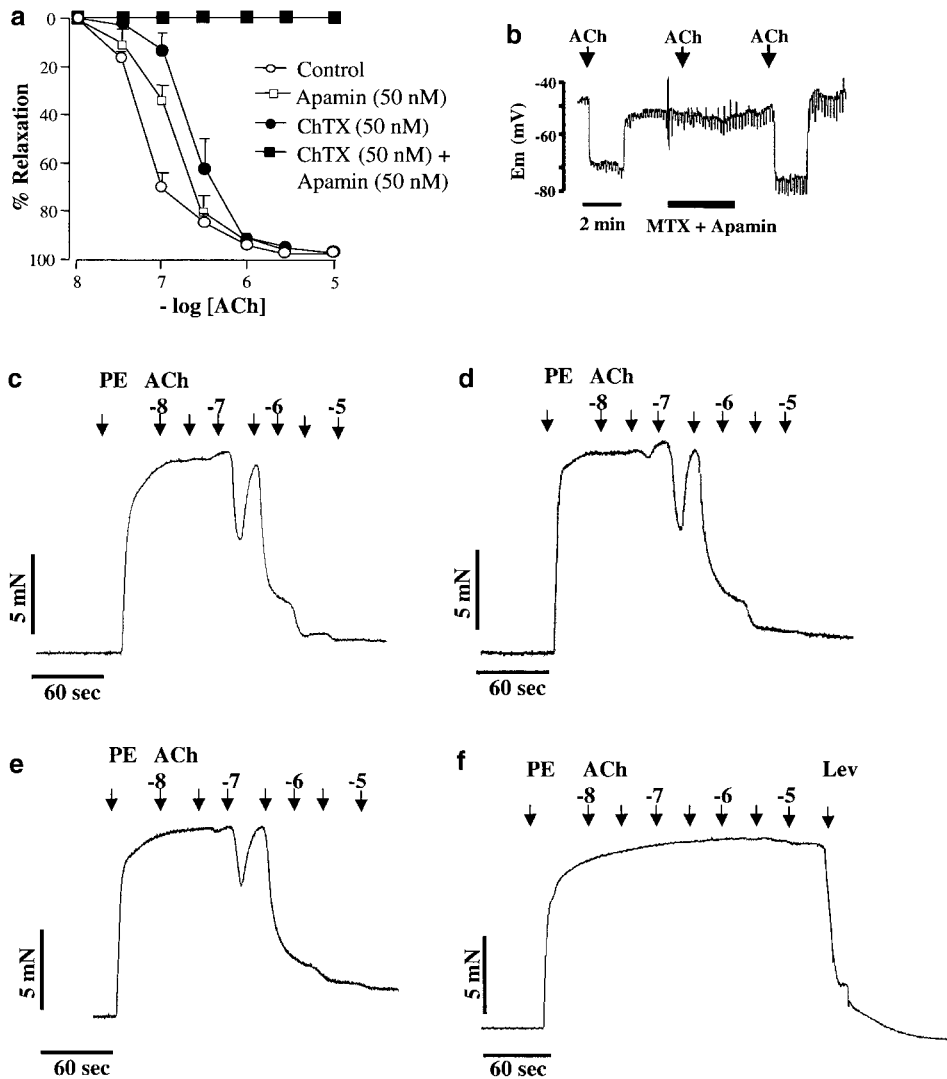 a
0
20
40
60
80
100
% Relaxation
8 7 6 5
- log [ACh]
Control
Apamin (50 nM)
ChTX (50 nM)
ChTX (50 nM) +
Apamin (50 nM)
b
ACh ACh ACh
-40
-60
-80
Em (mV)
2 min MTX + Apamin
c
PE ACh
-8 -7 -6 -5
5 mN
60 sec
d
PE ACh
-8 -7 -6 -5
5 mN
60 sec
e
PE ACh
-8 -7 -6 -5
5 mN
60 sec
f
PE ACh Lev
-8 -7 -6 -5
5 mN
60 sec